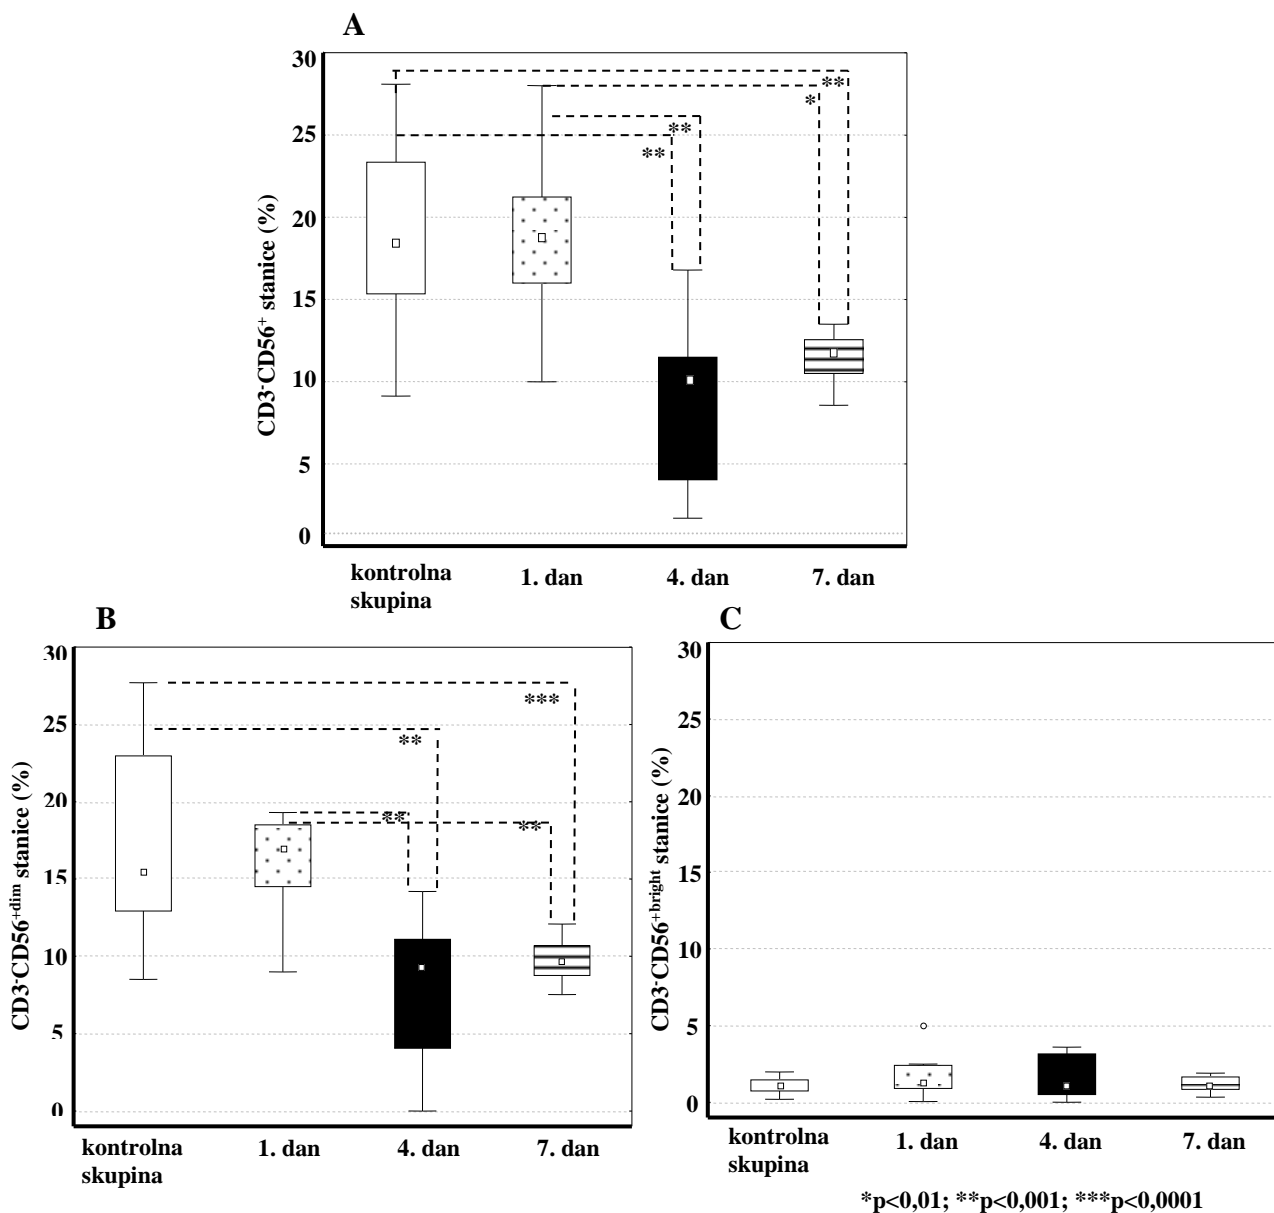 A
30
25
20
15
10
5
0
CD3-CD56+ stanice (%)
**
*
**
**
kontrolna
skupina
1. dan
4. dan
7. dan
B
30
25
20
15
10
5
0
CD3-CD56+dim stanice (%)
***
**
**
**
kontrolna
skupina
1. dan
4. dan
7. dan
C
30
25
20
15
10
5
0
CD3-CD56+bright stanice (%)
kontrolna
skupina
1. dan
4. dan
7. dan
*p<0,01; **p<0,001; ***p<0,0001